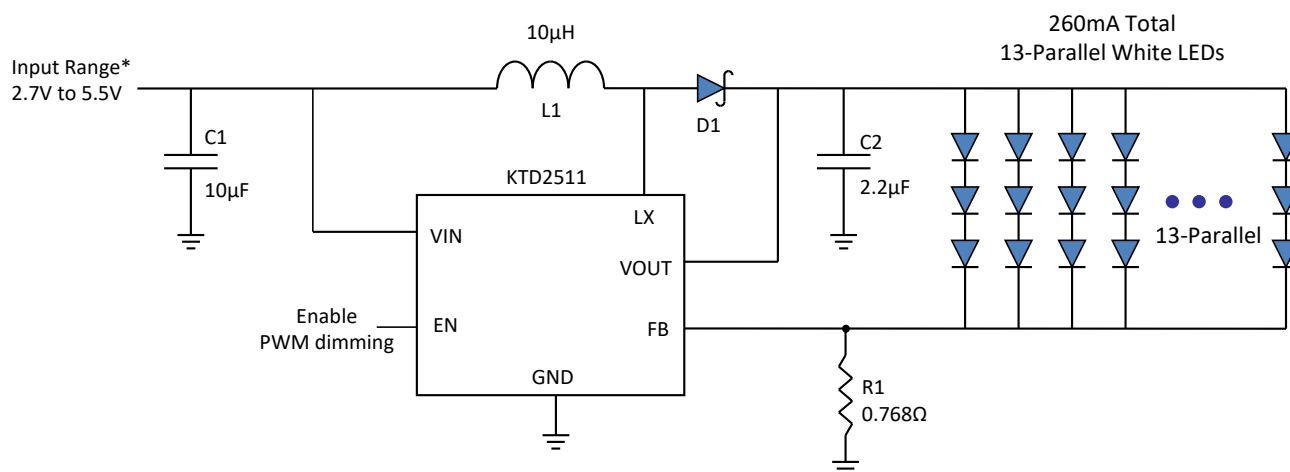 260mA Total
13-Parallel White LEDs
10µH
Input Range*
2.7V to 5.5V
L1
D1
C1
10µF
C2
2.2µF
KTD2511
LX
VIN
VOUT
13-Parallel
Enable
PWM dimming
EN
FB
GND
R1
0.768Ω